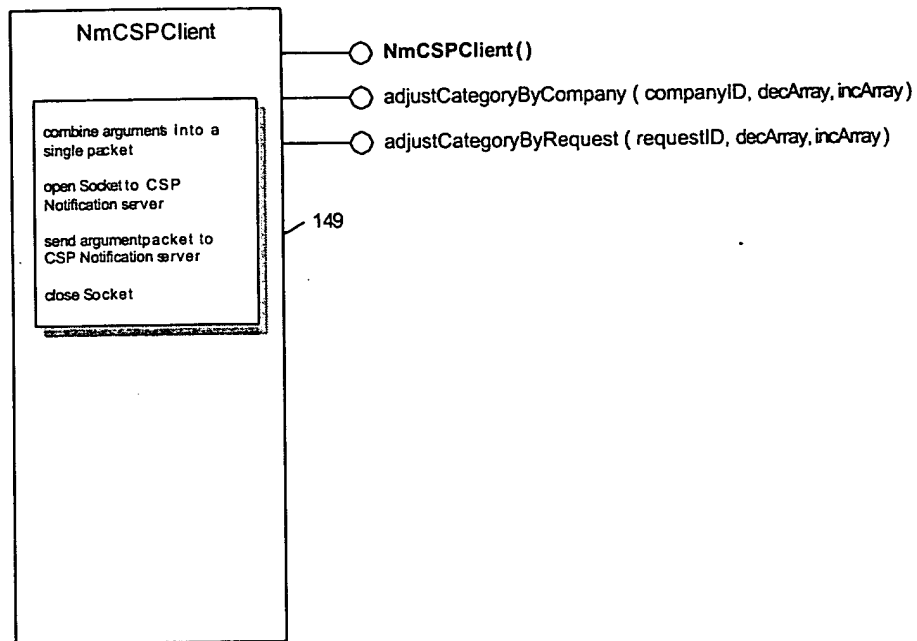 NmCSPClient
NmCSPClient()
adjustCategoryByCompany ( companyID, decArray, incArray)
adjustCategoryByRequest ( requestID, decArray, incArray)
combine arguments into a
single packet
open Socket to CSP
Notification server
send argumentpacket to
CSP Notification server
close Socket
149